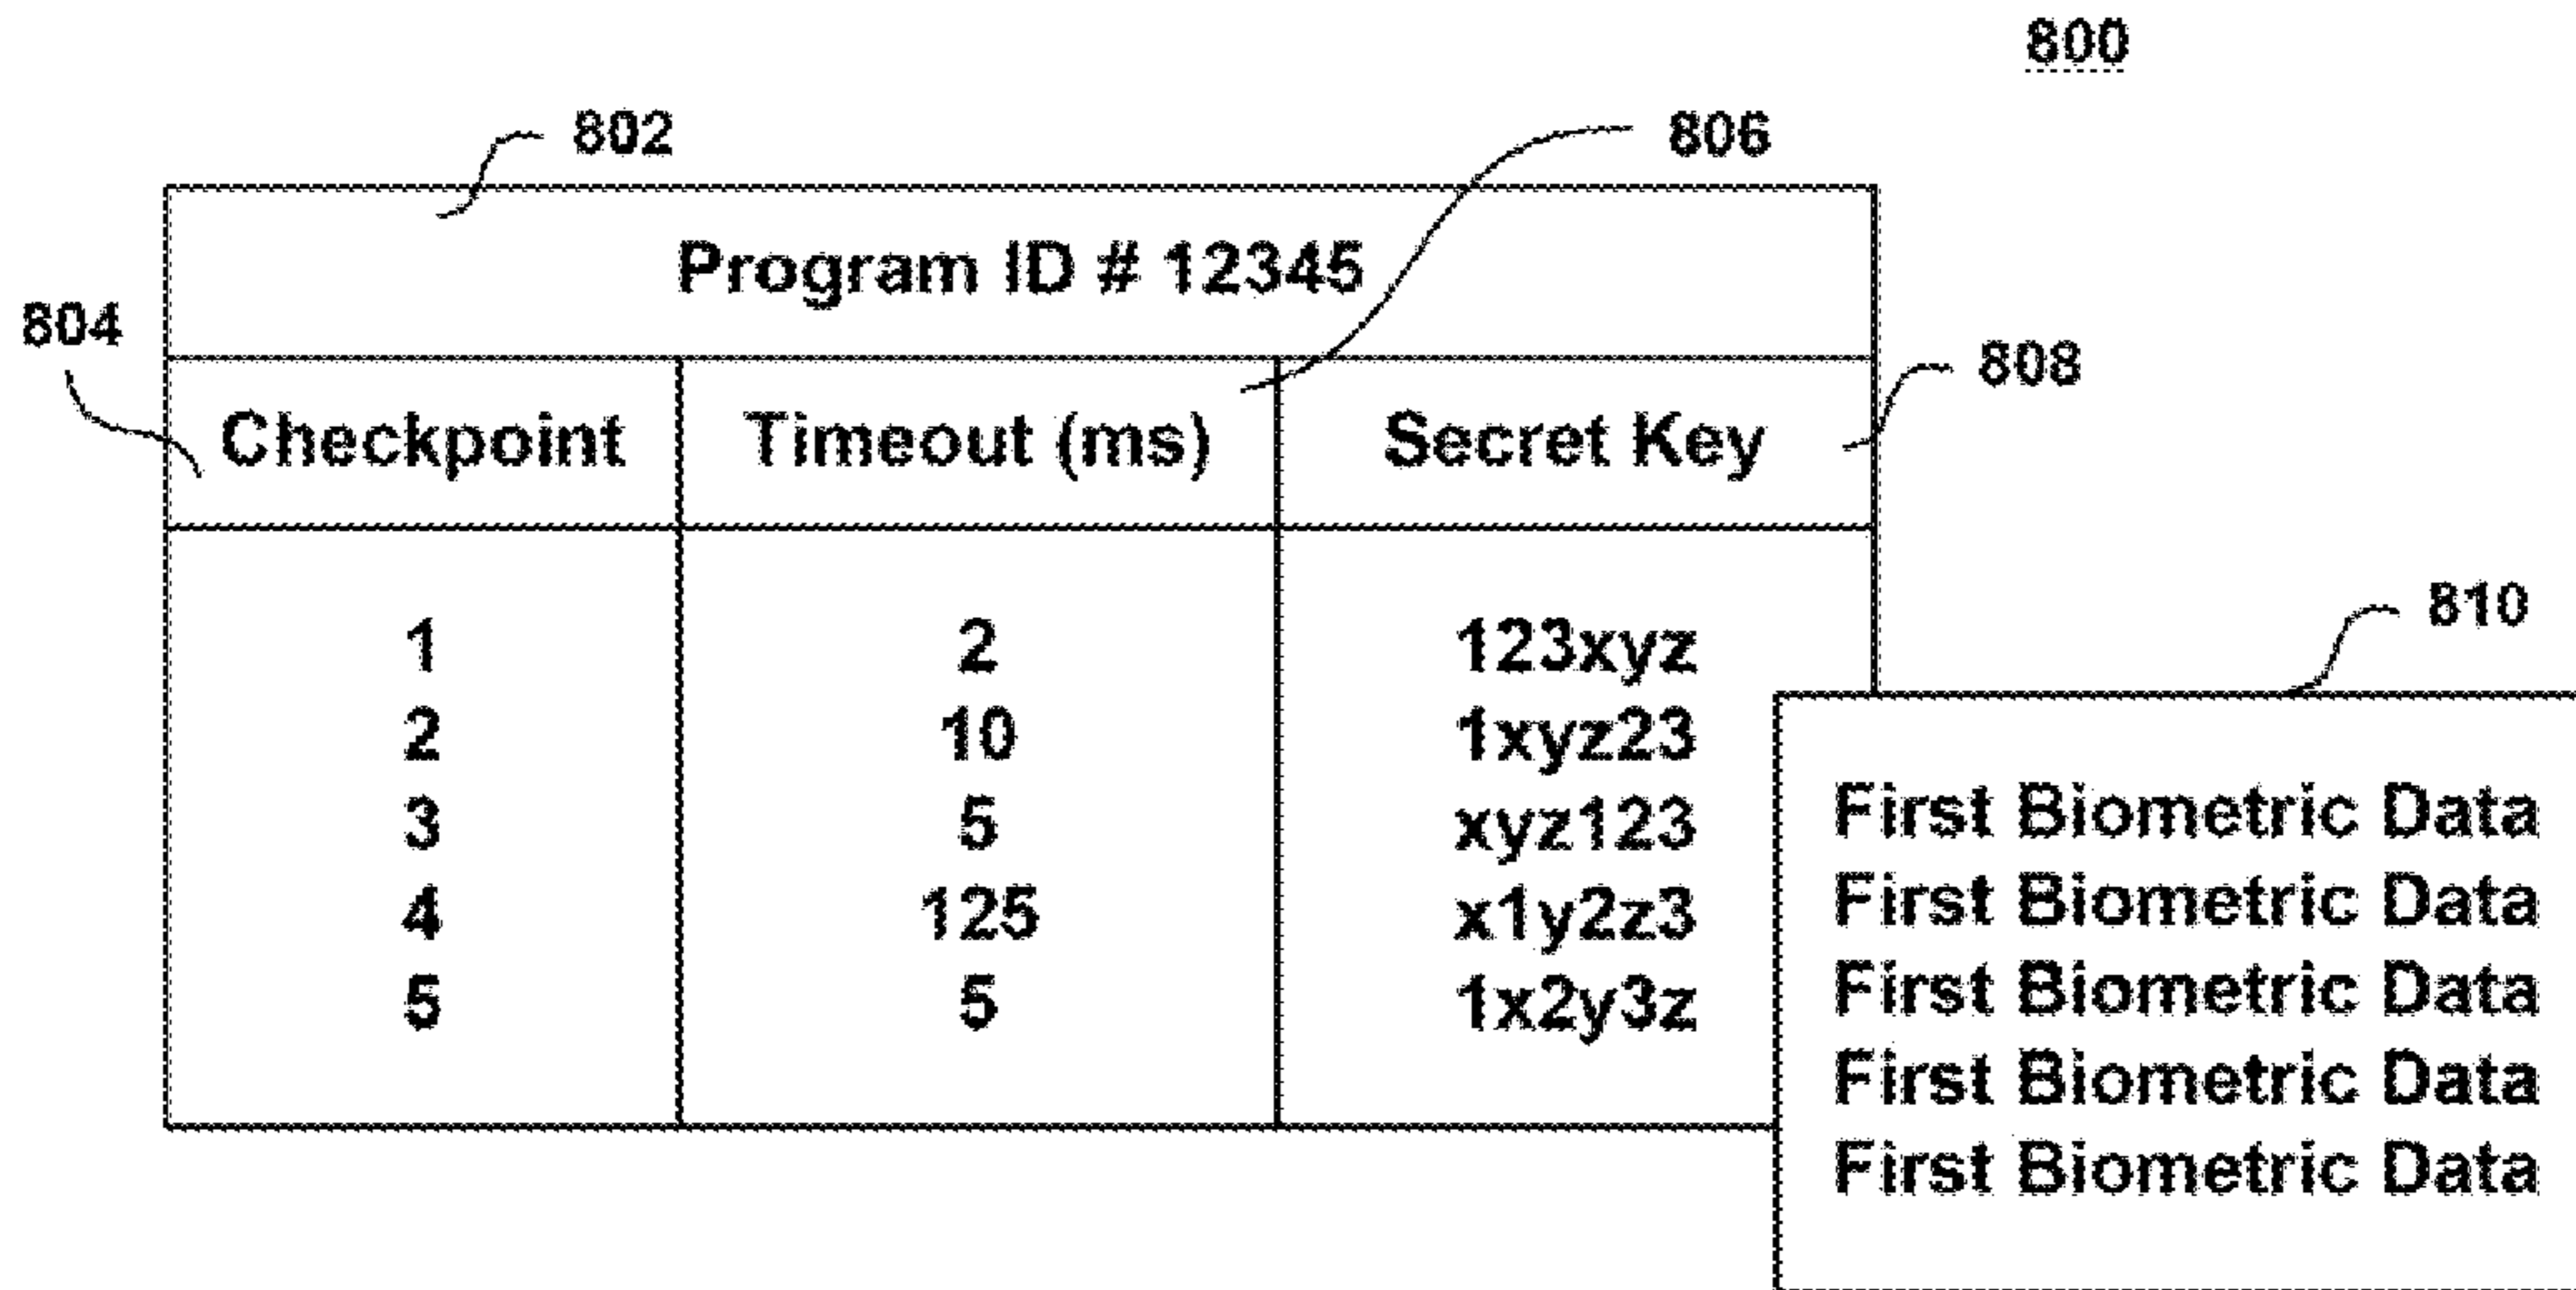 800
802
806
Program ID # 12345
804
808
Checkpoint Timeout (ms) Secret Key
810
1 2 123xyz
2 10 1xyz23
3 5 xyz123
4 125 x1y2z3
5 5 1x2y3z
First Biometric Data
First Biometric Data
First Biometric Data
First Biometric Data
First Biometric Data